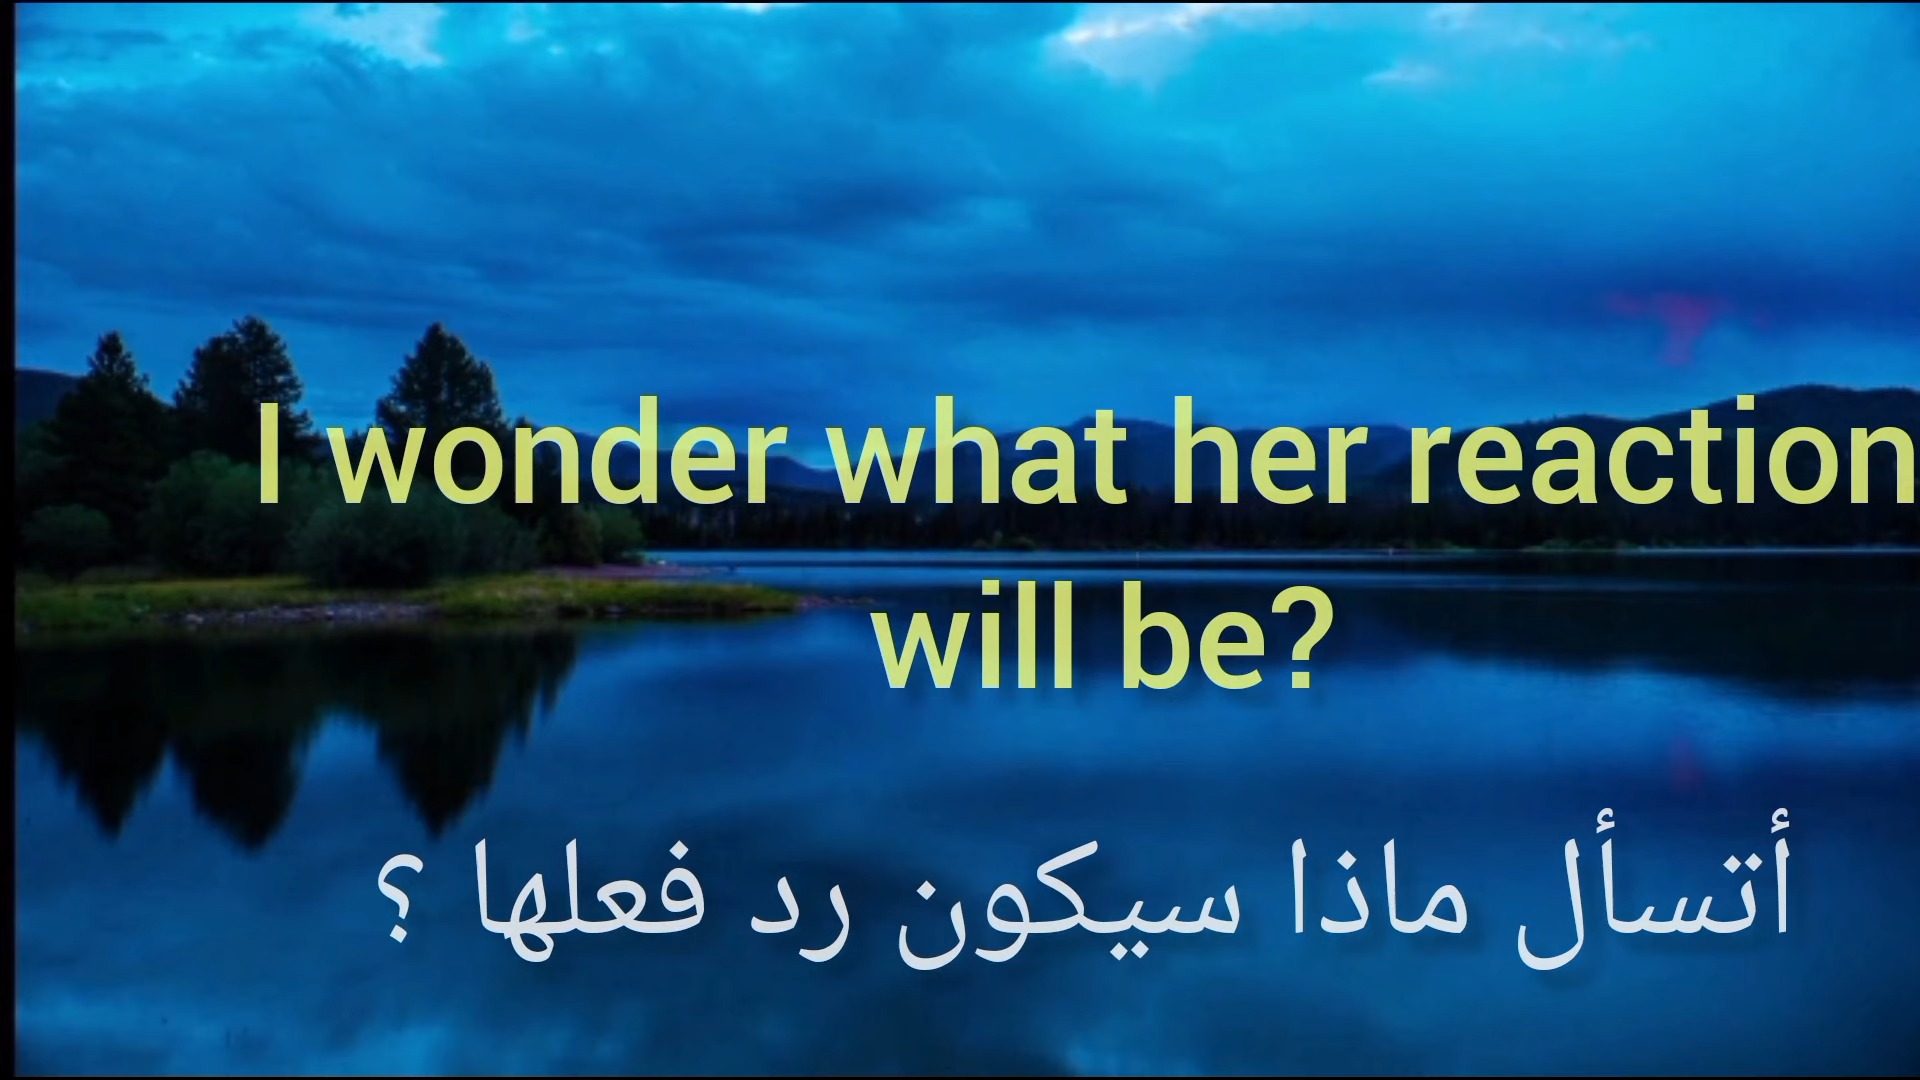 I wonder what her reaction
will be?
أتسأل ماذا سيكون رد فعلها ؟